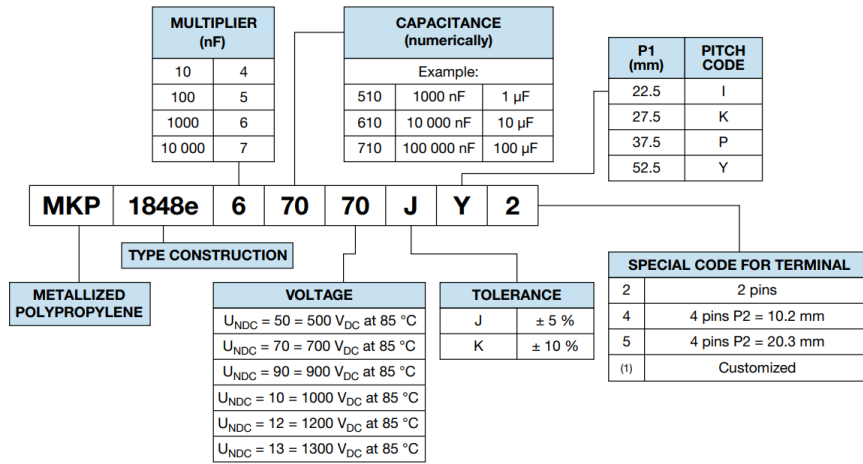 MULTIPLIER
(nF)
10 4
100 5
1000 6
10 000 7
CAPACITANCE
(numerically)
Example:
510 1000 nF 1 µF
610 10 000 nF 10 µF
710 100 000 nF 100 µF
P1
(mm) PITCH
CODE
22.5 I
27.5 K
37.5 P
52.5 Y
MKP 1848e 6 70 70 J Y 2
TYPE CONSTRUCTION
METALLIZED
POLYPROPYLENE
VOLTAGE
UNDC = 50 = 500 VDC at 85 °C
UNDC = 70 = 700 VDC at 85 °C
UNDC = 90 = 900 VDC at 85 °C
UNDC = 10 = 1000 VDC at 85 °C
UNDC = 12 = 1200 VDC at 85 °C
UNDC = 13 = 1300 VDC at 85 °C
TOLERANCE
J ± 5 %
K ± 10 %
SPECIAL CODE FOR TERMINAL
2 2 pins
4 4 pins P2 = 10.2 mm
5 4 pins P2 = 20.3 mm
(1) Customized